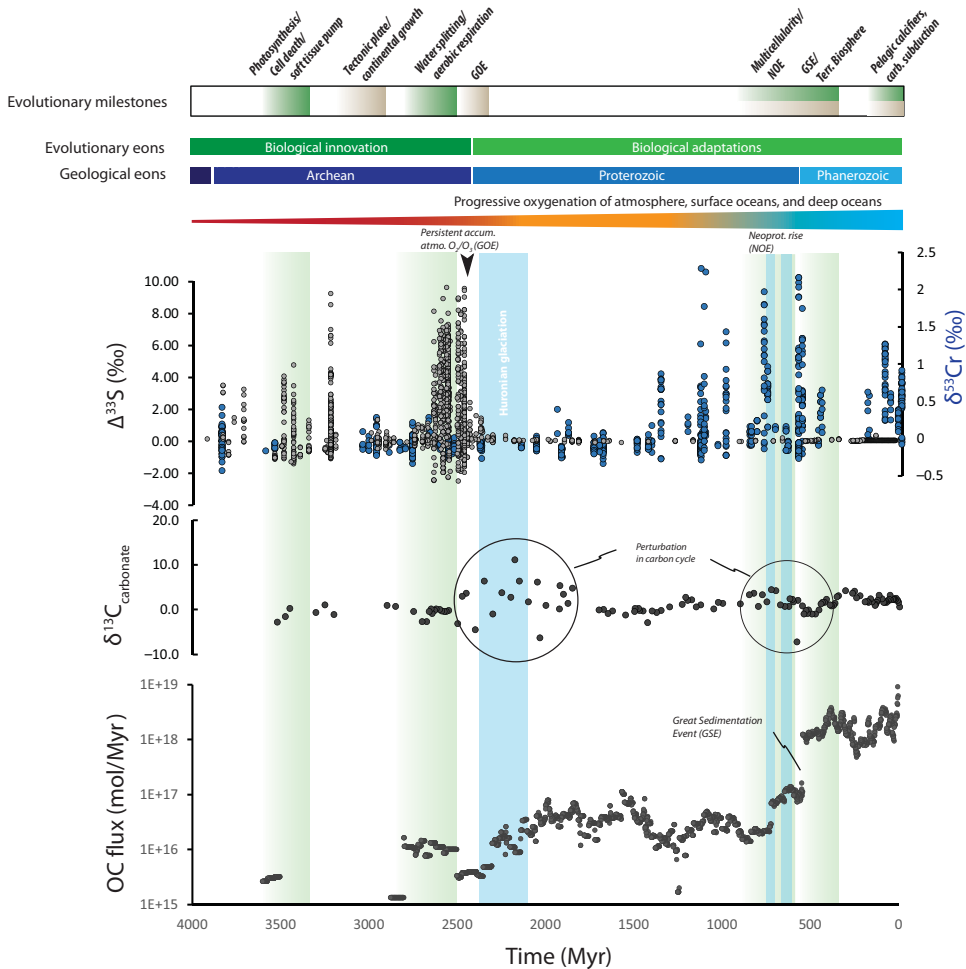 Photosynthesis/
Cell death/
soft tissue pump
Tectonic plate/
continental growth
Water splitting/
aerobic respiration
GOE
Multicellularity/
NOE
GSE/
Terr. Biosphere
Pelagic calcifiers,
carb. subduction
Evolutionary milestones
Evolutionary eons
Biological innovation
Biological adaptations
Geological eons
Archean
Proterozoic
Phanerozoic
Progressive oxygenation of atmosphere, surface oceans, and deep oceans
Persistent accum.
atmo. O₂/O₃ (GOE)
Neoprot. rise
(NOE)
Huronian glaciation
Δ³³S (‰)
10.00
8.00
6.00
4.00
2.00
0.00
–2.00
–4.00
δ⁵³Cr (‰)
2.5
2
1.5
1
0.5
0
–0.5
δ¹³C carbonate
20.0
10.0
0.0
–10.0
Perturbation
in carbon cycle
OC flux (mol/Myr)
1E+19
1E+18
1E+17
1E+16
1E+15
Great Sedimentation
Event (GSE)
4000 3500 3000 2500 2000 1500 1000 500 0
Time (Myr)